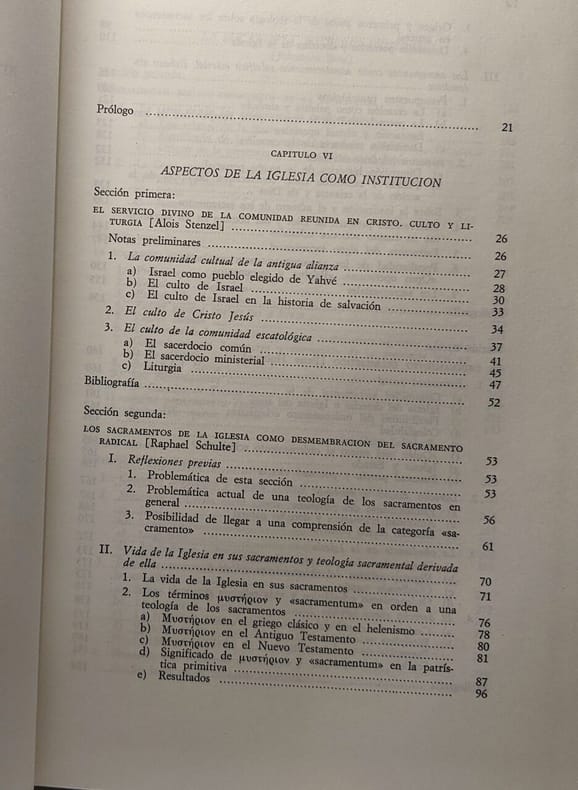 Prólogo ........ 21
CAPITULO VI
ASPECTOS DE LA IGLESIA COMO INSTITUCION
Sección primera:
EL SERVICIO DIVINO DE LA COMUNIDAD REUNIDA EN CRISTO. CULTO Y LI-
TURGIA [Alois Stenzel] ........ 26
Notas preliminares ........ 26
1. La comunidad cultual de la antigua alianza ........ 27
a) Israel como pueblo elegido de Yahvé ........ 28
b) El culto de Israel ........ 30
c) El culto de Israel en la historia de salvación ........ 33
2. El culto de Cristo Jesús ........ 34
3. El culto de la comunidad escatológica ........ 37
a) El sacerdocio común ........ 41
b) El sacerdocio ministerial ........ 45
c) Liturgia ........ 47
Bibliografía ........ 52
Sección segunda:
LOS SACRAMENTOS DE LA IGLESIA COMO DESMEMBRACION DEL SACRAMENTO
RADICAL [Raphael Schulte] ........ 53
I. Reflexiones previas ........ 53
1. Problemática de esta sección ........ 53
2. Problemática actual de una teología de los sacramentos en
general ........ 56
3. Posibilidad de llegar a una comprensión de la categoría «sa-
cramento» ........ 61
II. Vida de la Iglesia en sus sacramentos y teología sacramental derivada
de ella ........ 70
1. La vida de la Iglesia en sus sacramentos ........ 71
2. Los términos μυστήριον y «sacramentum» en orden a una
teología de los sacramentos ........ 76
a) Μυστήριον en el griego clásico y en el helenismo ........ 78
b) Μυστήριον en el Antiguo Testamento ........ 80
c) Μυστήριον en el Nuevo Testamento ........ 81
d) Significado de μυστήριον y «sacramentum» en la patrís-
tica primitiva ........ 87
e) Resultados ........ 96